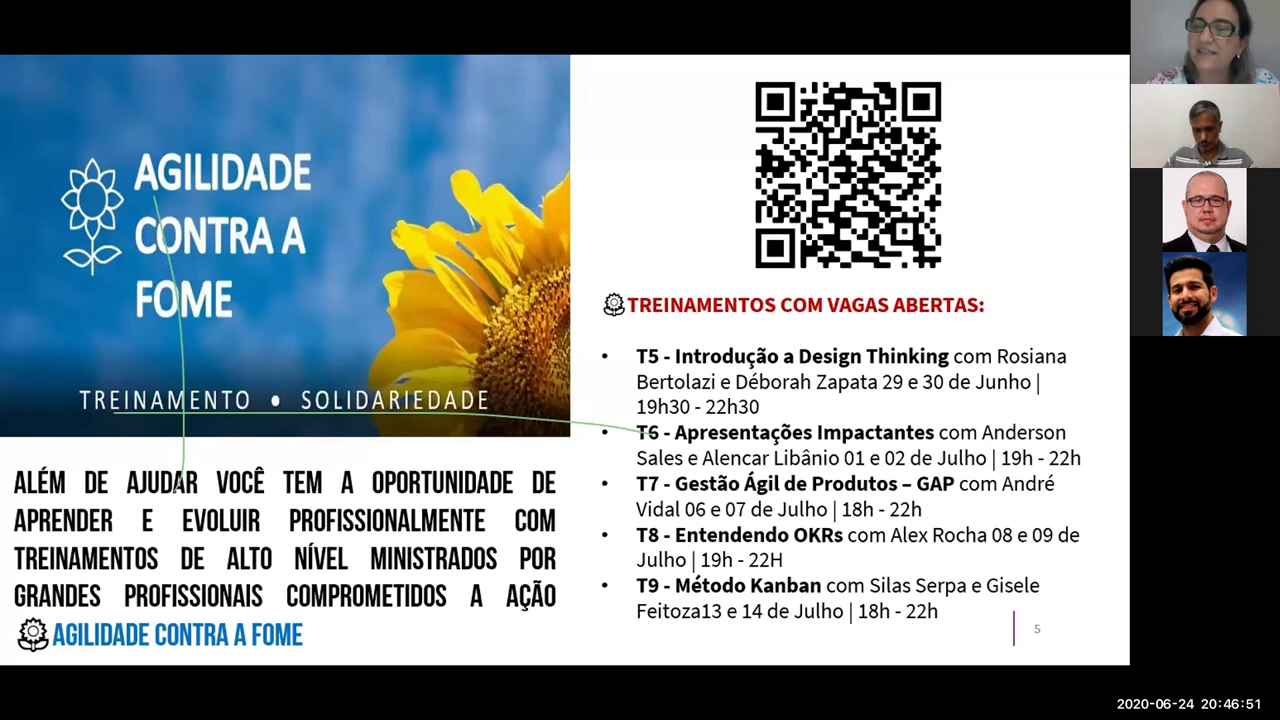 AGILIDADE
CONTRA A
FOME
TREINAMENTO • SOLIDARIEDADE
ALÉM DE AJUDAR VOCÊ TEM A OPORTUNIDADE DE
APRENDER E EVOLUIR PROFISSIONALMENTE COM
TREINAMENTOS DE ALTO NÍVEL MINISTRADOS POR
GRANDES PROFISSIONAIS COMPROMETIDOS A AÇÃO
AGILIDADE CONTRA A FOME
TREINAMENTOS COM VAGAS ABERTAS:
• T5 - Introdução a Design Thinking com Rosiana
Bertolazi e Déborah Zapata 29 e 30 de Junho |
19h30 - 22h30
• T6 - Apresentações Impactantes com Anderson
Sales e Alencar Libânio 01 e 02 de Julho | 19h - 22h
• T7 - Gestão Ágil de Produtos – GAP com André
Vidal 06 e 07 de Julho | 18h - 22h
• T8 - Entendendo OKRs com Alex Rocha 08 e 09 de
Julho | 19h - 22H
• T9 - Método Kanban com Silas Serpa e Gisele
Feitoza13 e 14 de Julho | 18h - 22h
5
2020-06-24 20:46:51